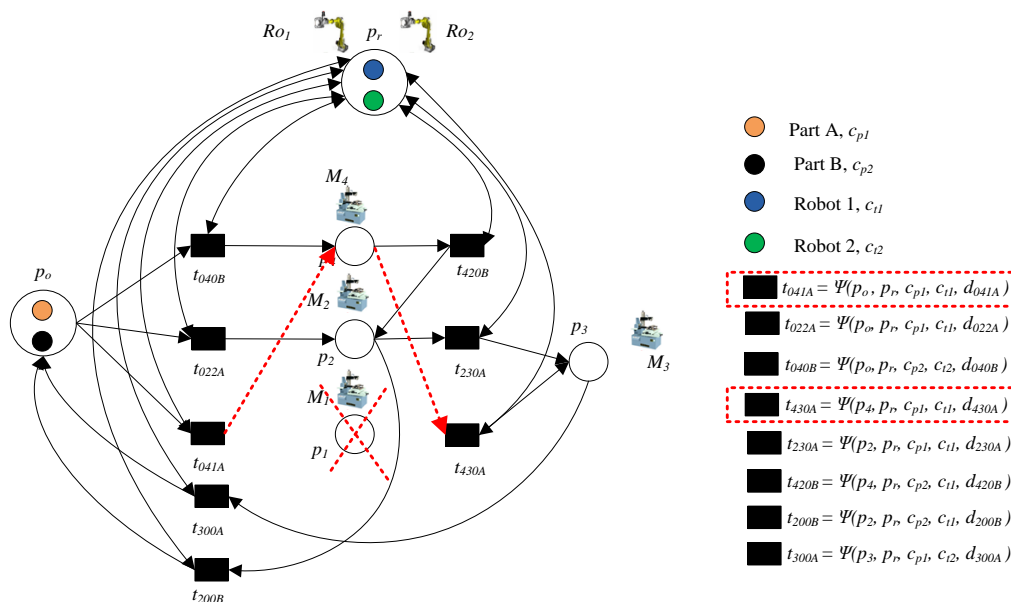 Ro1
pr
Ro2
M4
po
t040B
p
t420B
M2
p3
t022A
p2
t230A
M3
M1
t041A
p1
t430A
t300A
t200B
Part A, cp1
Part B, cp2
Robot 1, ct1
Robot 2, ct2
t041A = Ψ(po , pr, cp1, ct1, d041A )
t022A = Ψ(po, pr, cp1, ct1, d022A )
t040B = Ψ(po, pr, cp2, ct2, d040B )
t430A = Ψ(p4, pr, cp1, ct1, d430A )
t230A = Ψ(p2, pr, cp1, ct1, d230A )
t420B = Ψ(p4, pr, cp2, ct1, d420B )
t200B = Ψ(p2, pr, cp2, ct1, d200B )
t300A = Ψ(p3, pr, cp1, ct2, d300A )